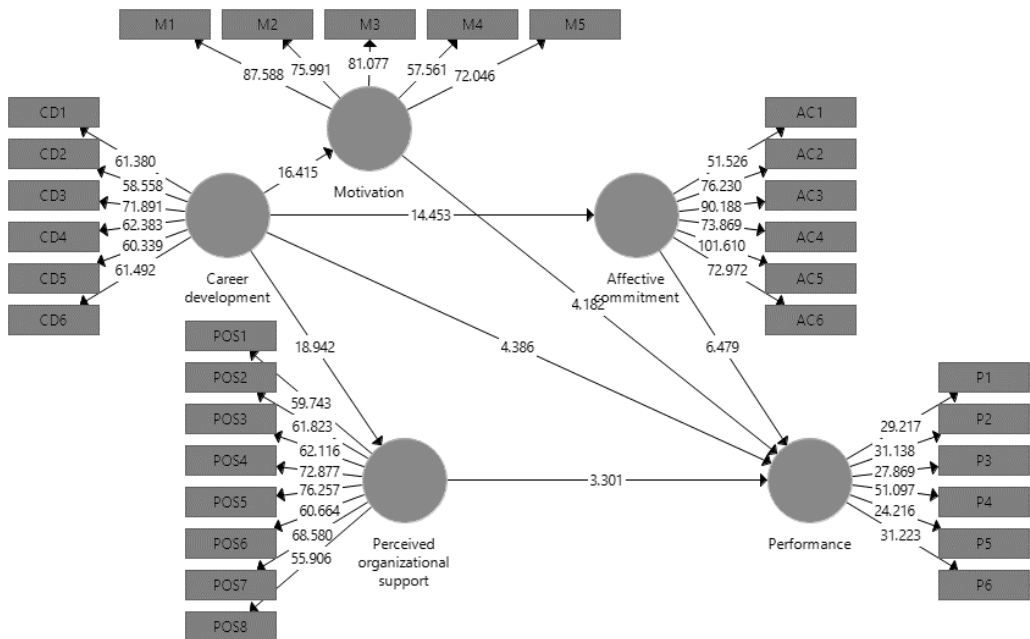 M1
M2
M3
M4
M5
87.588
75.991
81.077
57.561
72.046
CD1
CD2
CD3
CD4
CD5
CD6
61.380
58.558
71.891
62.383
60.339
61.492
16.415
Motivation
14.453
Career
development
AC1
AC2
AC3
AC4
AC5
AC6
51.526
76.230
90.188
73.869
101.610
72.972
Affective
commitment
18.942
4.386
4.182
6.479
POS1
POS2
POS3
POS4
POS5
POS6
POS7
POS8
59.743
61.823
62.116
72.877
76.257
60.664
68.580
55.906
Perceived
organizational
support
3.301
Performance
P1
P2
P3
P4
P5
P6
29.217
31.138
27.869
51.097
24.216
31.223